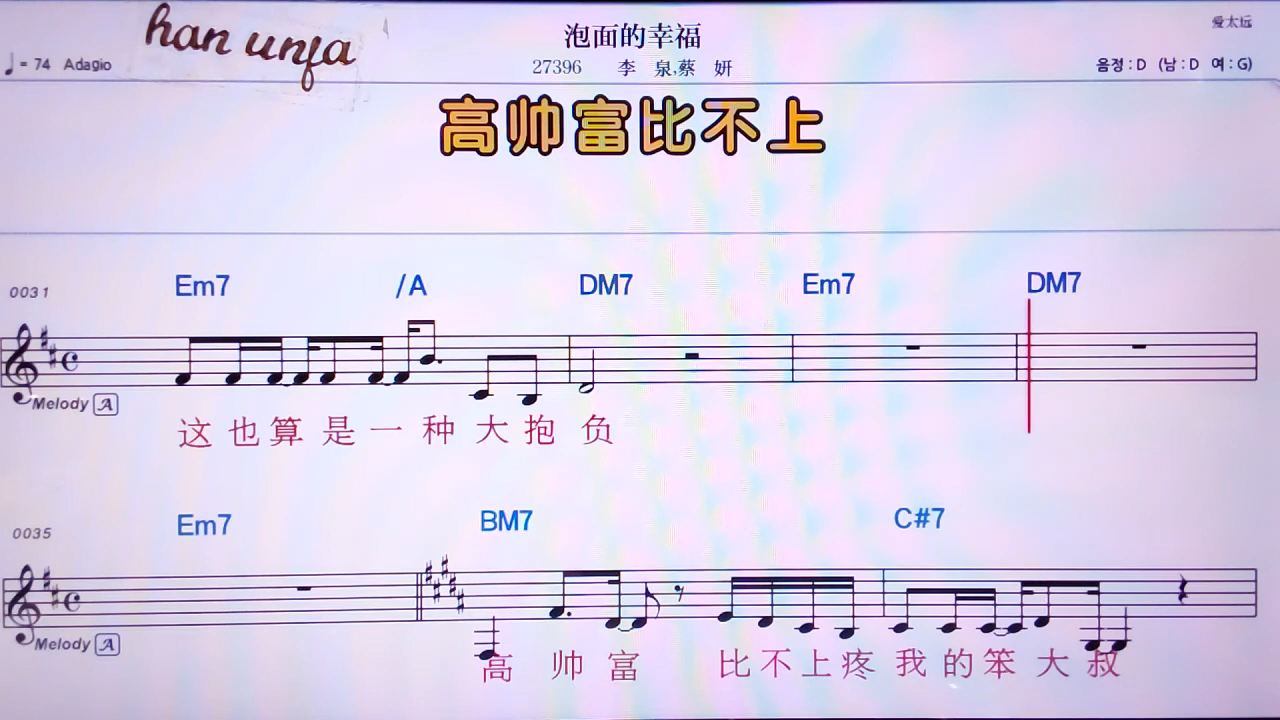 han unfa
泡面的幸福
爱太远
♩= 74 Adagio
27396 李 泉,蔡 妍
음정 : D (남 : D 여 : G)
高帅富比不上
0031
Em7 /A DM7 Em7 DM7
Melody A
这也算是一种大抱负
0035
Em7 BM7 C#7
Melody A
高帅富 比不上疼我的笨大叔